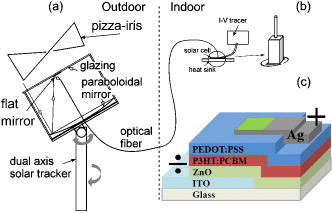 (a)
Outdoor
Indoor
pizza-iris
glazing
paraboloidal
mirror
flat
mirror
optical
fiber
dual axis
solar tracker
I-V tracer
(b)
solar cell
heat sink
(c)
+
Ag
PEDOT:PSS
P3HT:PCBM
ZnO
ITO
Glass
÷